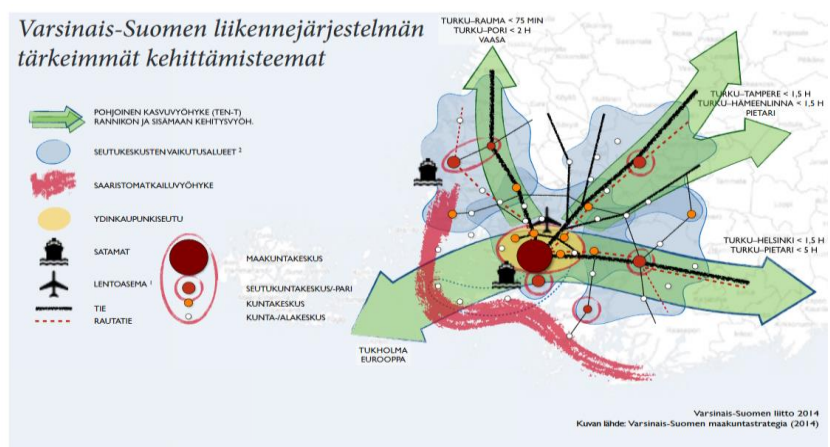 Varsinais-Suomen liikennejärjestelmän
tärkeimmät kehittämisteemat
TURKU–RAUMA < 75 MIN
TURKU–PORI < 2 H
VAASA
TURKU–TAMPERE < 1,5 H
TURKU–HÄMEENLINNA < 1,5 H
PIETARI
POHJOINEN KASVUVYÖHYKE (TEN-T)
RANNIKON JA SISÄMAAN KEHITYSVYÖH.
SEUTUKESKUSTEN VAIKUTUSALUEET ²
SAARISTOMATKAILUVYÖHYKE
YDINKAUPUNKISEUTU
SATAMAT
LENTOASEMA ¹
TIE
RAUTATIE
MAAKUNTAKESKUS
SEUTUKUNTAKESKUS/-PARI
KUNTAKESKUS
KUNTA-/ALAKESKUS
TURKU–HELSINKI < 1,5 H
TURKU–PIETARI < 5 H
TUKHOLMA
EUROOPPA
Varsinais-Suomen liitto 2014
Kuvan lähde: Varsinais-Suomen maakuntastrategia (2014)